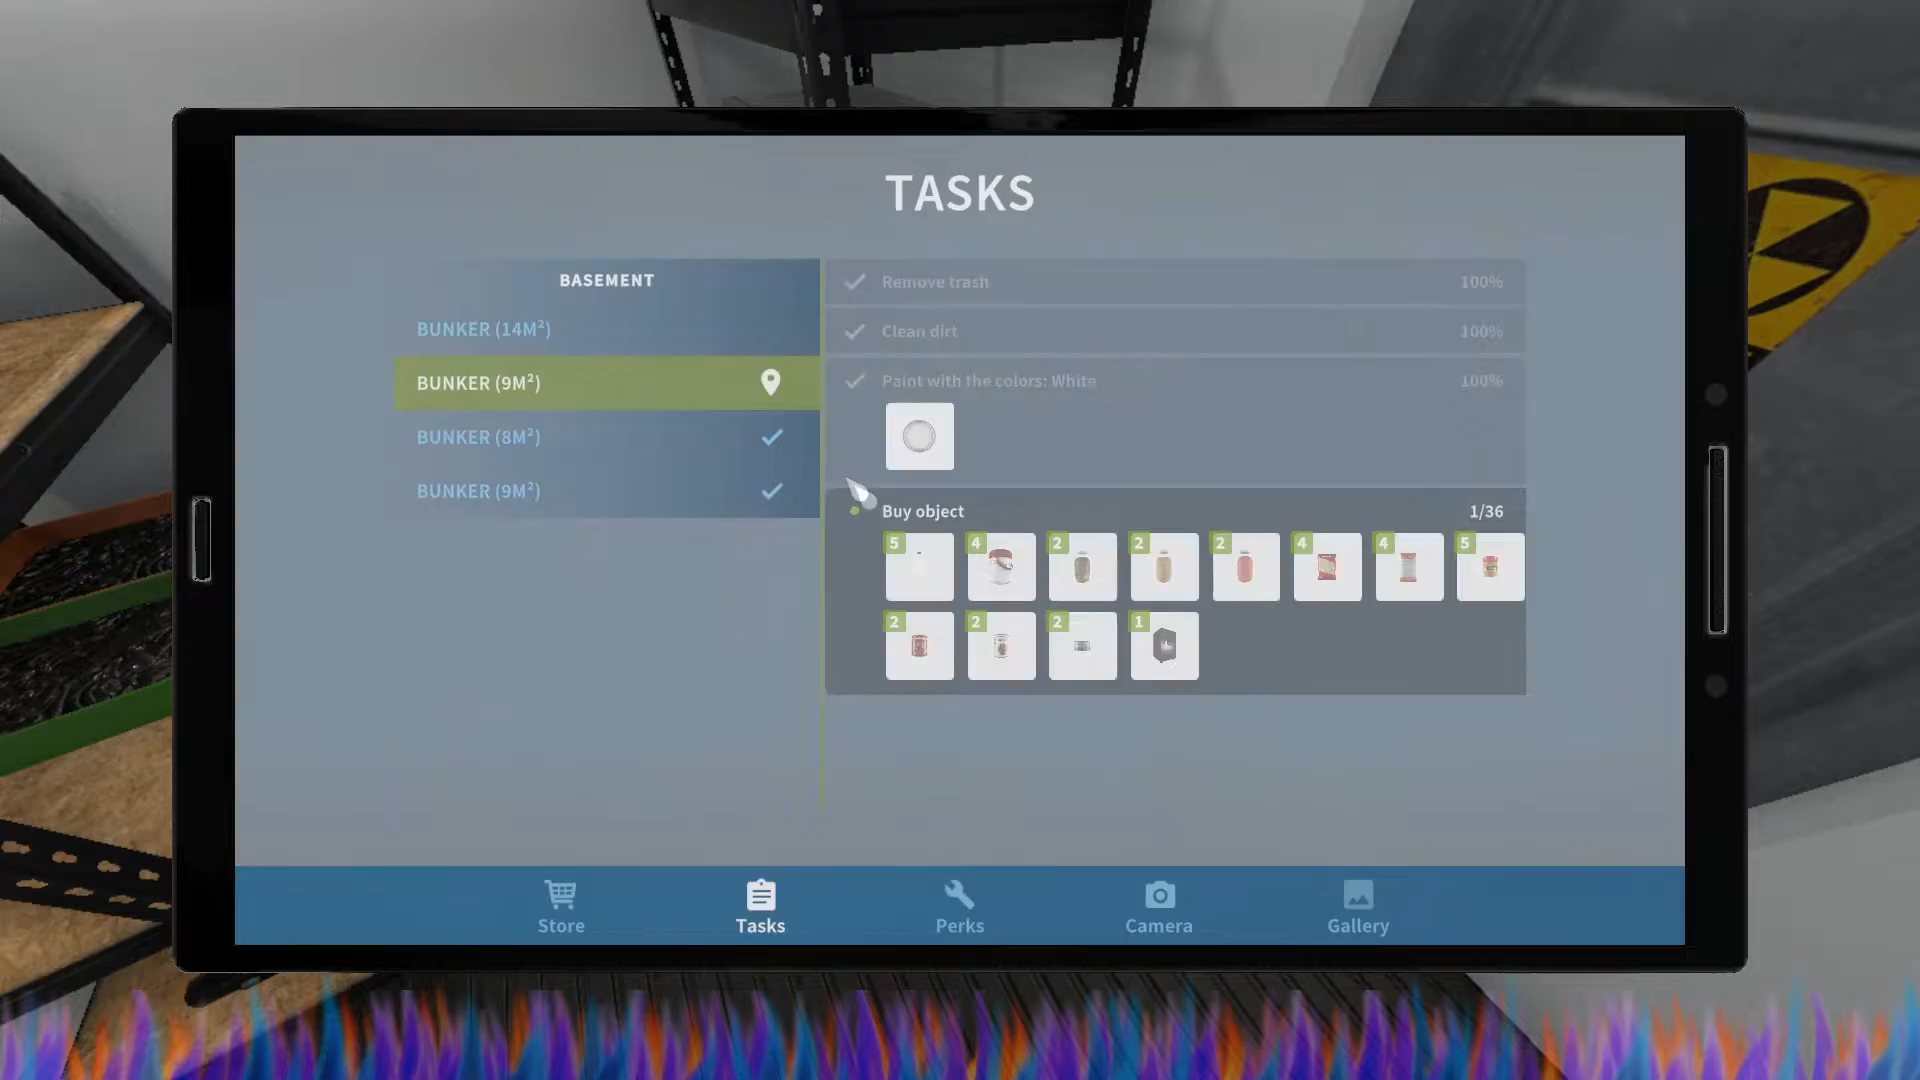 TASKS
BASEMENT
BUNKER (14M²)
BUNKER (9M²)
BUNKER (8M²)
BUNKER (9M²)
Remove trash 100%
Clean dirt 100%
Paint with the colors: White 100%
Buy object 1/36
5 4 2 2 2 4 4 5
2 2 2 1
Store Tasks Perks Camera Gallery